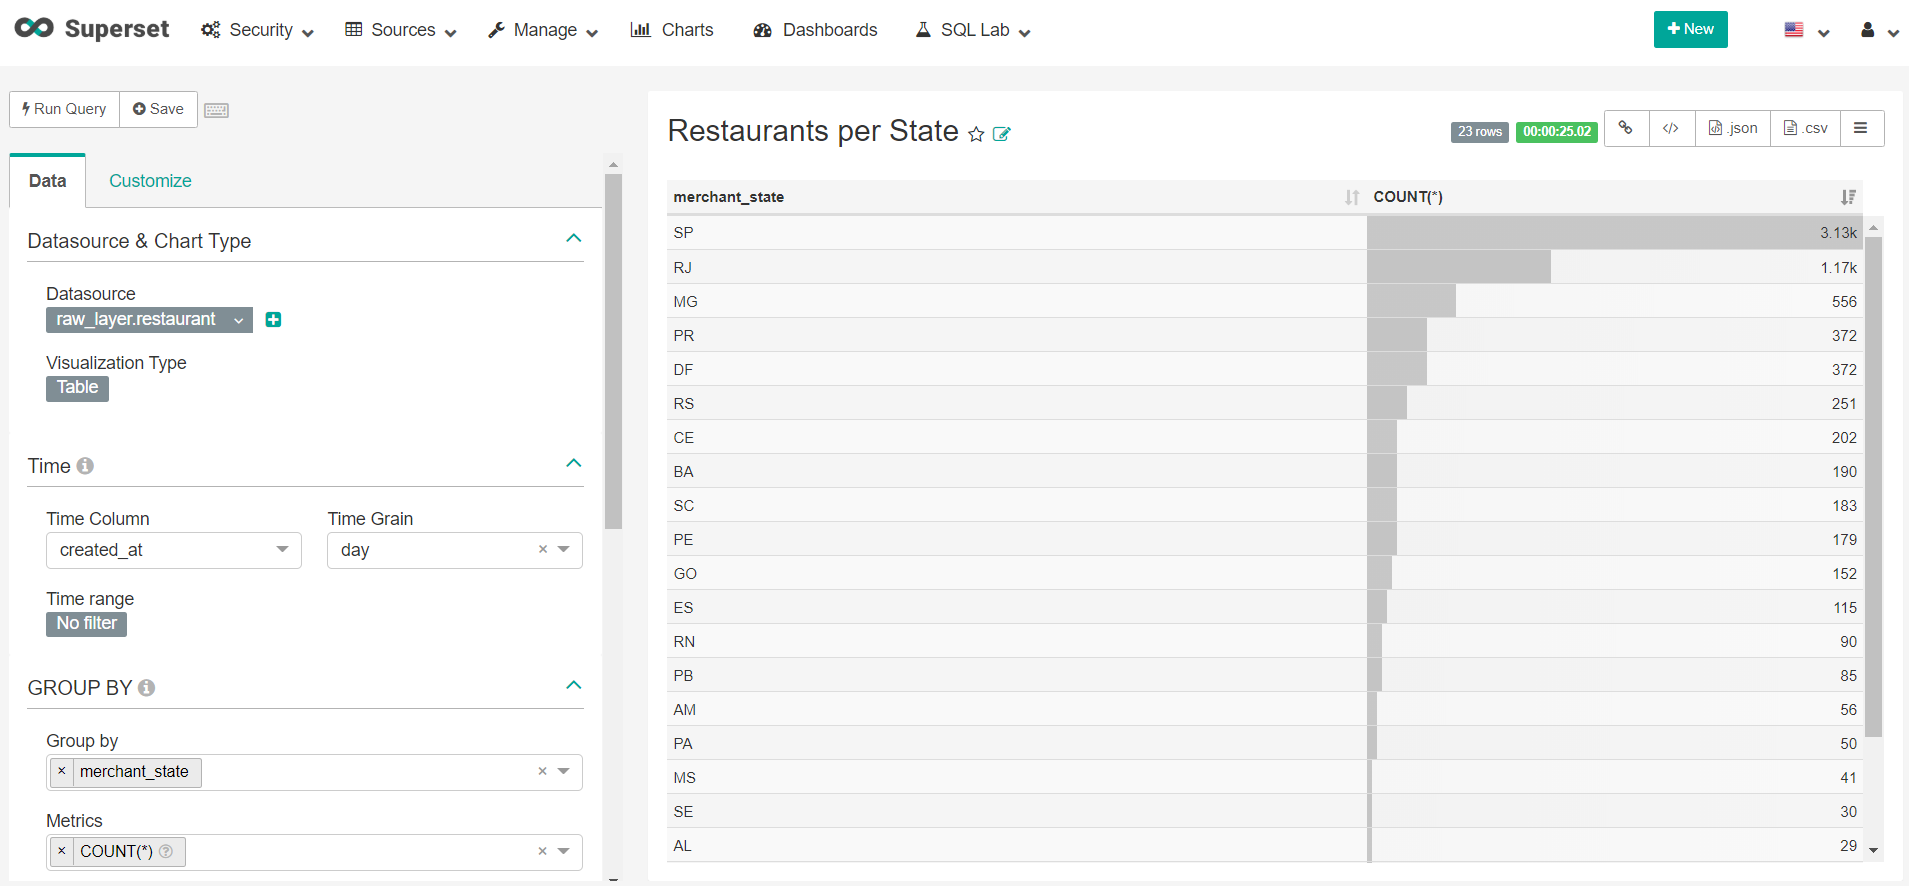 Superset Security Sources Manage Charts Dashboards SQL Lab New
Run Query Save
Restaurants per State 23 rows 00:00:25.02 </> .json .csv
Data Customize
Datasource & Chart Type
Datasource
raw_layer.restaurant
Visualization Type
Table
Time
Time Column Time Grain
created_at day ×
Time range
No filter
GROUP BY
Group by
× merchant_state ×
Metrics
× COUNT(*) ? ×
merchant_state COUNT(*)
SP 3.13k
RJ 1.17k
MG 556
PR 372
DF 372
RS 251
CE 202
BA 190
SC 183
PE 179
GO 152
ES 115
RN 90
PB 85
AM 56
PA 50
MS 41
SE 30
AL 29